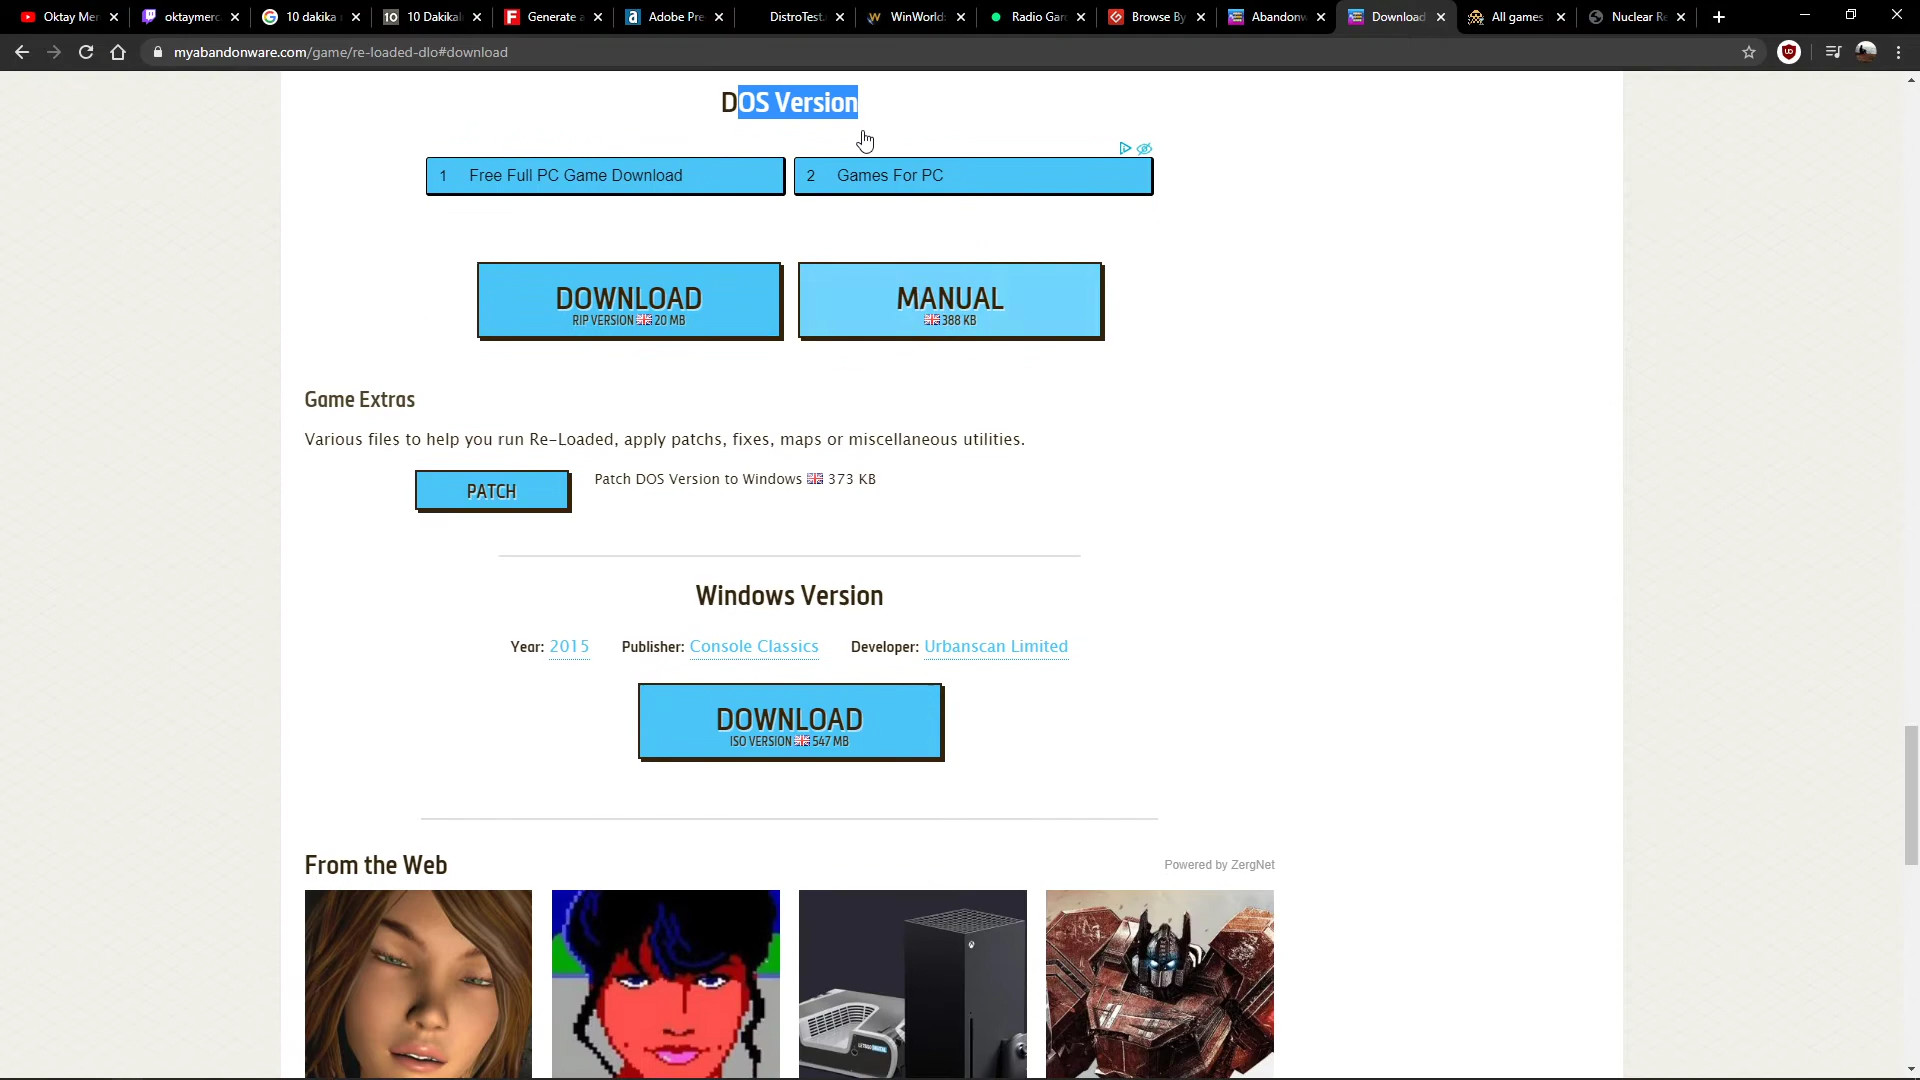 Oktay Mer
oktaymerc
10 dakika
10 Dakikal
Generate a
Adobe Pre
DistroTest.
WinWorld:
Radio Gar
Browse By
Abandonw
Download
All games
Nuclear Re
myabandonware.com/game/re-loaded-dlo#download
DOS Version
1 Free Full PC Game Download
2 Games For PC
DOWNLOAD
RIP VERSION 20 MB
MANUAL
388 KB
Game Extras
Various files to help you run Re-Loaded, apply patchs, fixes, maps or miscellaneous utilities.
PATCH
Patch DOS Version to Windows 373 KB
Windows Version
Year: 2015 Publisher: Console Classics Developer: Urbanscan Limited
DOWNLOAD
ISO VERSION 547 MB
From the Web
Powered by ZergNet